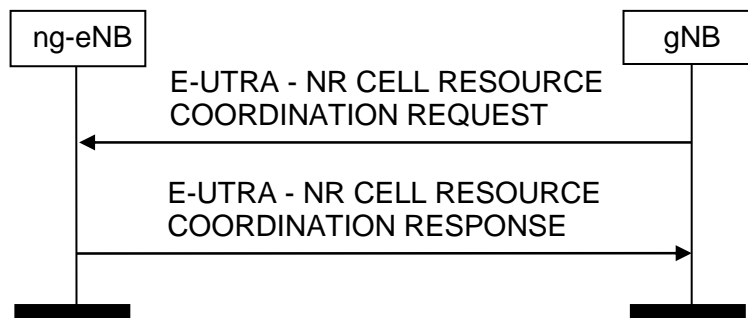 ng-eNB
gNB
E-UTRA - NR CELL RESOURCE
COORDINATION REQUEST
E-UTRA - NR CELL RESOURCE
COORDINATION RESPONSE